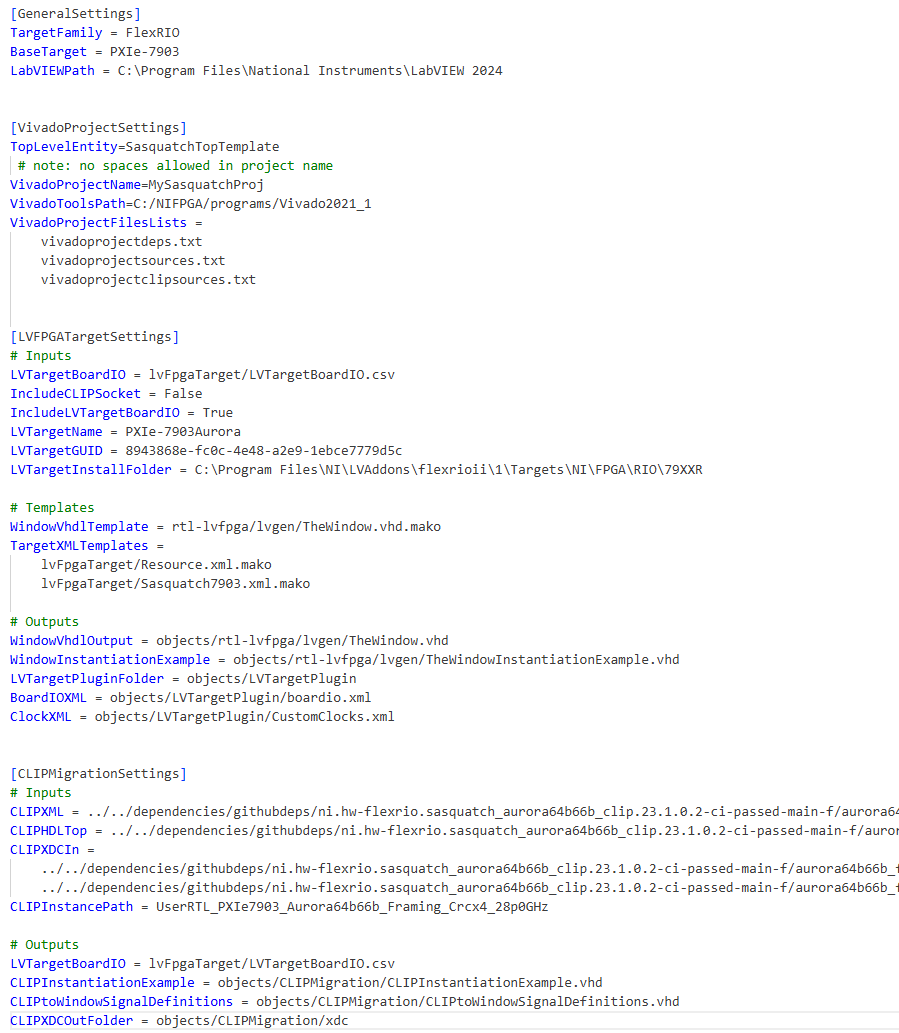 [GeneralSettings]
TargetFamily = FlexRIO
BaseTarget = PXIe-7903
LabVIEWPath = C:\Program Files\National Instruments\LabVIEW 2024
[VivadoProjectSettings]
TopLevelEntity=SasquatchTopTemplate
# note: no spaces allowed in project name
VivadoProjectName=MySasquatchProj
VivadoToolsPath=C:/NIFPGA/programs/Vivado2021_1
VivadoProjectFilesLists =
vivadoprojectdeps.txt
vivadoprojectsources.txt
vivadoprojectclipsources.txt
[LVFPGATargetSettings]
# Inputs
LVTargetBoardIO = lvFpgaTarget/LVTargetBoardIO.csv
IncludeCLIPSocket = False
IncludeLVTargetBoardIO = True
LVTargetName = PXIe-7903Aurora
LVTargetGUID = 8943868e-fc0c-4e48-a2e9-1ebce7779d5c
LVTargetInstallFolder = C:\Program Files\NI\LVAddons\flexrioii\1\Targets\NI\FPGA\RIO\79XXR
# Templates
WindowVhdlTemplate = rtl-lvfpga/lvgen/TheWindow.vhd.mako
TargetXMLTemplates =
lvFpgaTarget/Resource.xml.mako
lvFpgaTarget/Sasquatch7903.xml.mako
# Outputs
WindowVhdlOutput = objects/rtl-lvfpga/lvgen/TheWindow.vhd
WindowInstantiationExample = objects/rtl-lvfpga/lvgen/TheWindowInstantiationExample.vhd
LVTargetPluginFolder = objects/LVTargetPlugin
BoardIOXML = objects/LVTargetPlugin/boardio.xml
ClockXML = objects/LVTargetPlugin/CustomClocks.xml
[CLIPMigrationSettings]
# Inputs
CLIPXML = ../../dependencies/githubdeps/ni.hw-flexrio.sasquatch_aurora64b66b_clip.23.1.0.2-ci-passed-main-f/aurora64
CLIPHDLTop = ../../dependencies/githubdeps/ni.hw-flexrio.sasquatch_aurora64b66b_clip.23.1.0.2-ci-passed-main-f/auror
CLIPXDCIn =
../../dependencies/githubdeps/ni.hw-flexrio.sasquatch_aurora64b66b_clip.23.1.0.2-ci-passed-main-f/aurora64b66b_f
../../dependencies/githubdeps/ni.hw-flexrio.sasquatch_aurora64b66b_clip.23.1.0.2-ci-passed-main-f/aurora64b66b_f
CLIPInstancePath = UserRTL_PXIe7903_Aurora64b66b_Framing_Crcx4_28p0GHz
# Outputs
LVTargetBoardIO = lvFpgaTarget/LVTargetBoardIO.csv
CLIPInstantiationExample = objects/CLIPMigration/CLIPInstantiationExample.vhd
CLIPtoWindowSignalDefinitions = objects/CLIPMigration/CLIPtoWindowSignalDefinitions.vhd
CLIPXDCOutFolder = objects/CLIPMigration/xdc